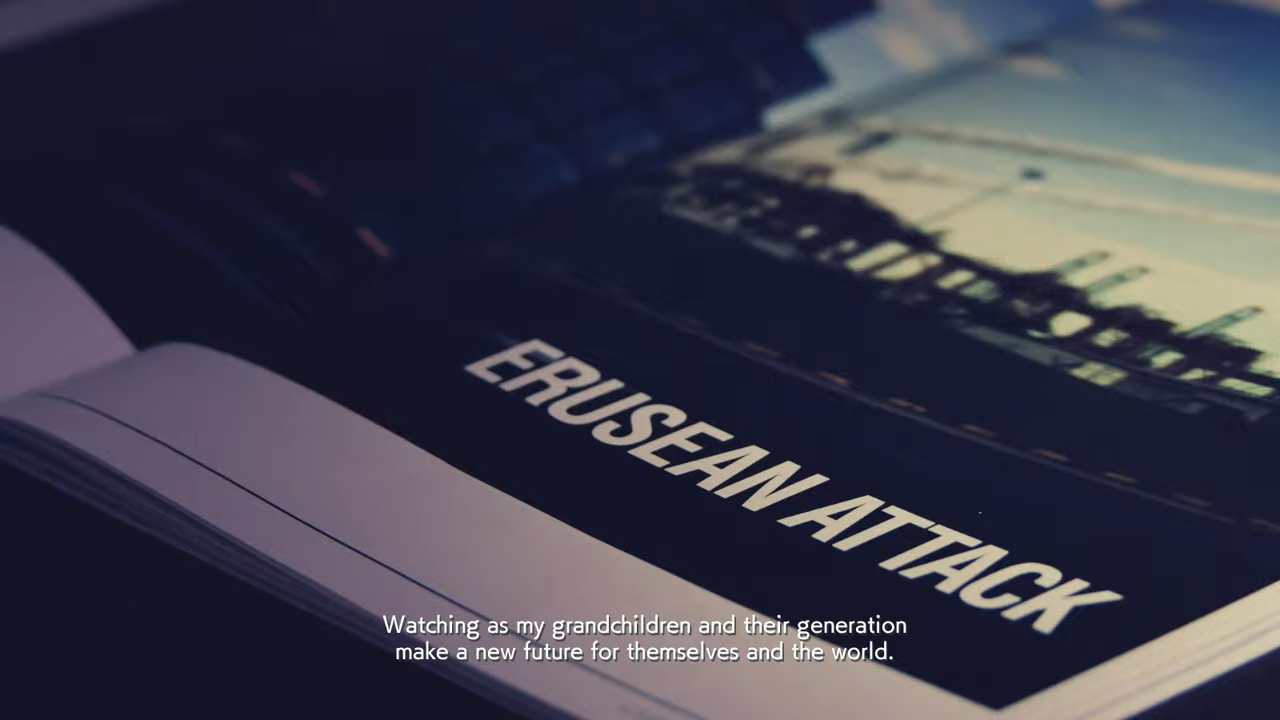 ERUSEAN ATTACK
Watching as my grandchildren and their generation
make a new future for themselves and the world.